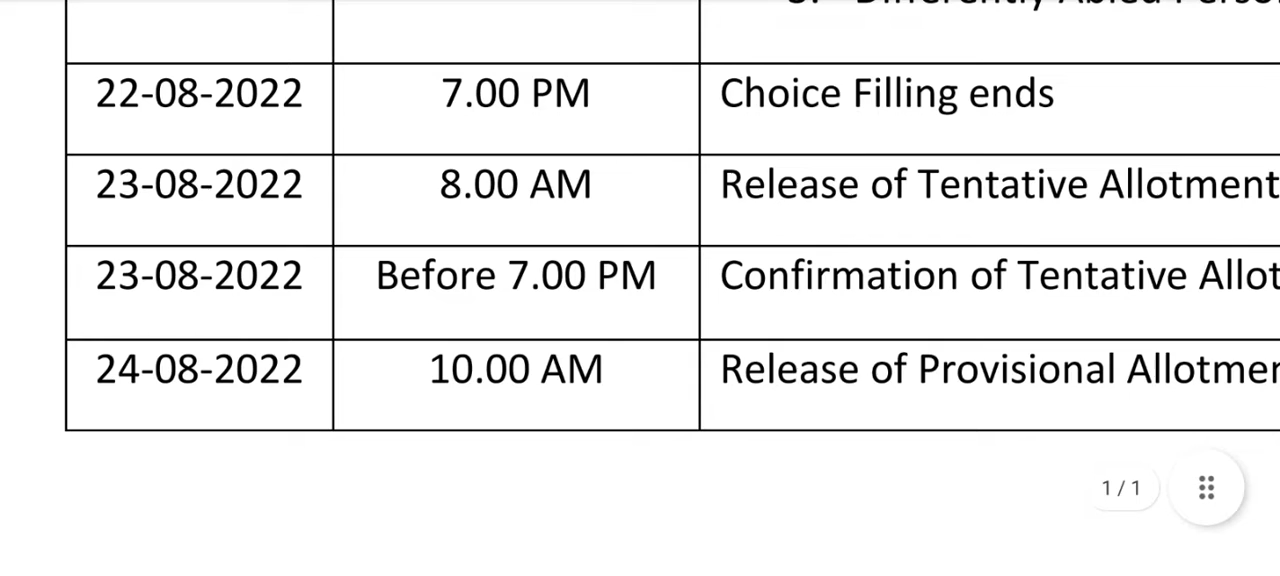 22-08-2022 7.00 PM Choice Filling ends
23-08-2022 8.00 AM Release of Tentative Allotment
23-08-2022 Before 7.00 PM Confirmation of Tentative Allot
24-08-2022 10.00 AM Release of Provisional Allotmen
1/1